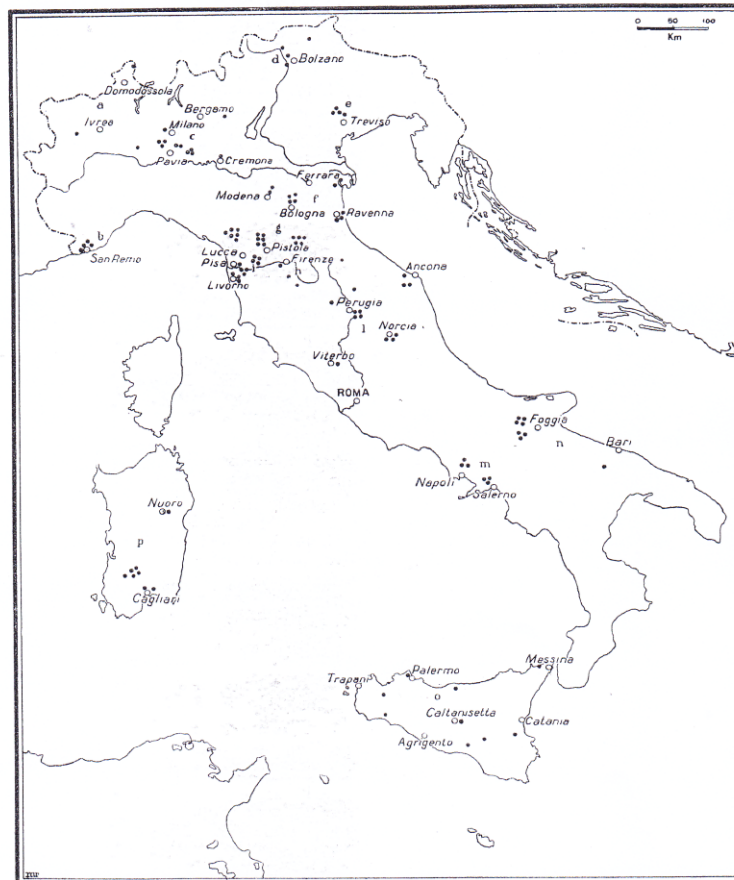 0 50 100
Km
d
Bolzano
Domodossola
a
Bergamo
e
Treviso
Ivrea
Milano
c
Pavia
Cremona
Ferrara
Modena
f
Bologna
Ravenna
b
San Remo
g
Lucca
Pistoia
Pisa
i
Firenze
h
Livorno
Ancona
Perugia
l
Norcia
Viterbo
ROMA
Foggia
n
Bari
m
Napoli
Salerno
Nuoro
p
Cagliari
Messina
Palermo
Trapani
o
Caltanisetta
Catania
Agrigento